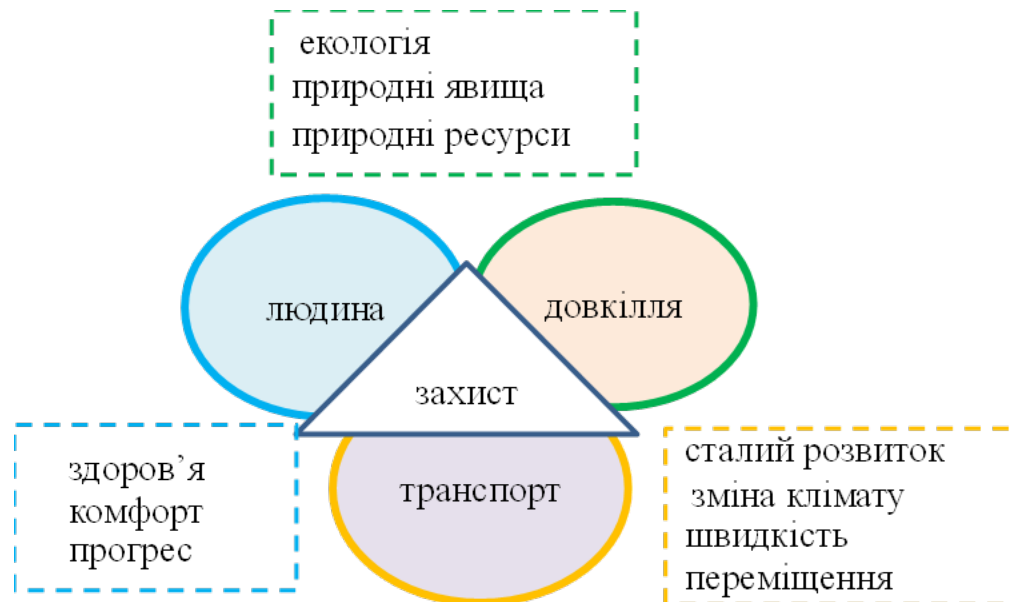 екологія
природні явища
природні ресурси
людина
довкілля
захист
здоров’я
комфорт
прогрес
транспорт
сталий розвиток
зміна клімату
швидкість
переміщення